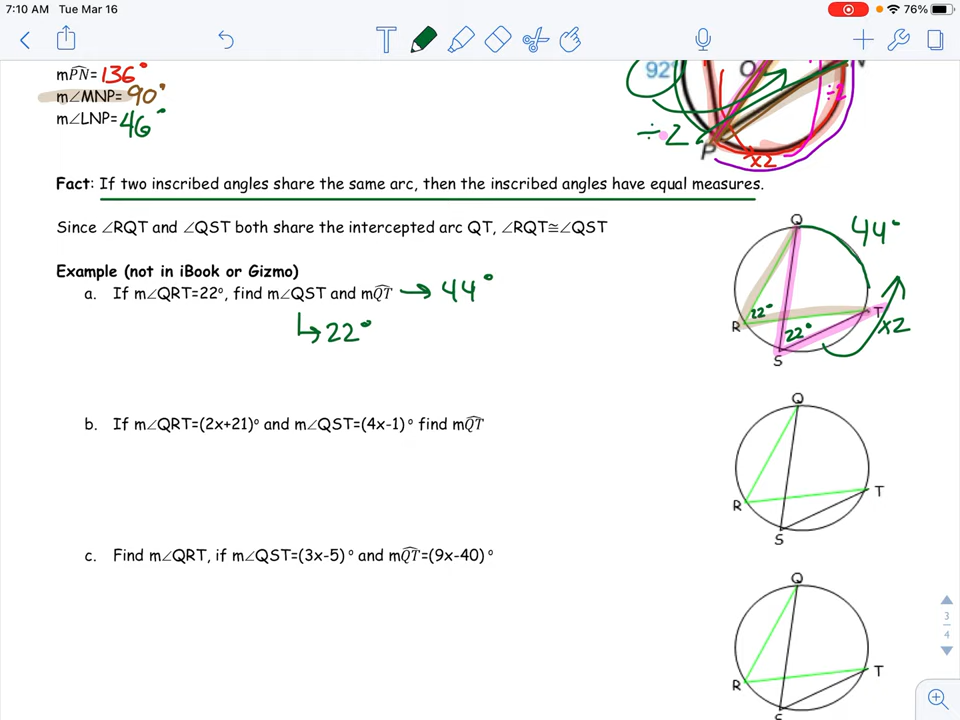 7:10 AM Tue Mar 16
76%
mPN= 136°
m∠MNP= 90°
m∠LNP= 46°
92°
O
N
÷2
÷2
P
x2
Fact: If two inscribed angles share the same arc, then the inscribed angles have equal measures.
Since ∠RQT and ∠QST both share the intercepted arc QT, ∠RQT≅∠QST
Q
44°
Example (not in iBook or Gizmo)
a. If m∠QRT=22°, find m∠QST and mQT → 44°
↳ 22°
22°
R
T
22°
x2
S
b. If m∠QRT=(2x+21)° and m∠QST=(4x-1)° find mQT
Q
R
T
S
c. Find m∠QRT, if m∠QST=(3x-5)° and mQT=(9x-40)°
Q
R
T
S
3
4